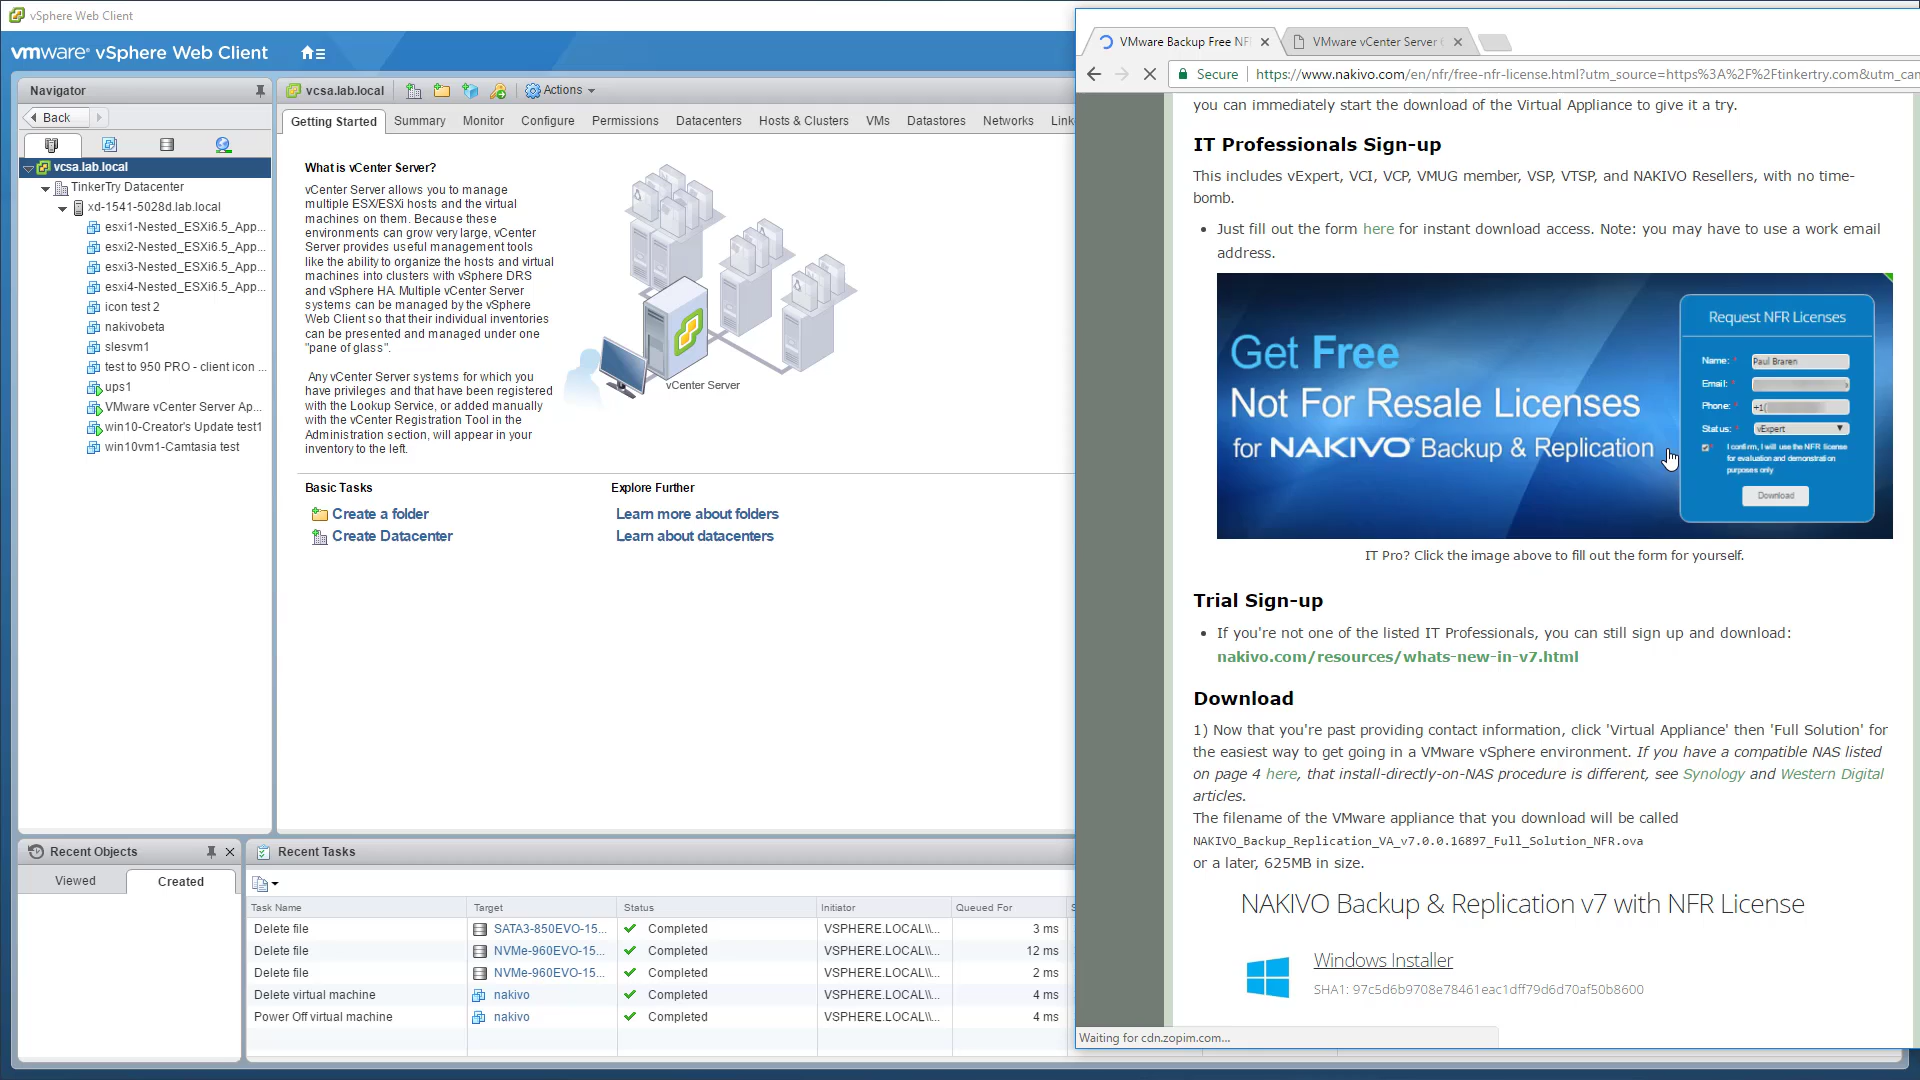 vSphere Web Client
vmware® vSphere Web Client
Navigator
Back
vcsa.lab.local
TinkerTry Datacenter
xd-1541-5028d.lab.local
esxi1-Nested_ESXi6.5_App...
esxi2-Nested_ESXi6.5_App...
esxi3-Nested_ESXi6.5_App...
esxi4-Nested_ESXi6.5_App...
icon test 2
nakivobeta
slesvm1
test to 950 PRO - client icon ...
ups1
VMware vCenter Server Ap...
win10-Creator's Update test1
win10vm1-Camtasia test
vcsa.lab.local
Actions
Getting Started Summary Monitor Configure Permissions Datacenters Hosts & Clusters VMs Datastores Networks Link
What is vCenter Server?
vCenter Server allows you to manage
multiple ESX/ESXi hosts and the virtual
machines on them. Because these
environments can grow very large, vCenter
Server provides useful management tools
like the ability to organize the hosts and virtual
machines into clusters with vSphere DRS
and vSphere HA. Multiple vCenter Server
systems can be managed by the vSphere
Web Client so that their individual inventories
can be presented and managed under one
"pane of glass".
Any vCenter Server systems for which you
have privileges and that have been registered
with the Lookup Service, or added manually
with the vCenter Registration Tool in the
Administration section, will appear in your
inventory to the left.
vCenter Server
Basic Tasks
Create a folder
Create Datacenter
Explore Further
Learn more about folders
Learn about datacenters
Recent Objects
Viewed Created
Recent Tasks
Task Name Target Status Initiator Queued For S
Delete file SATA3-850EVO-15... Completed VSPHERE.LOCAL\\... 3 ms
Delete file NVMe-960EVO-15... Completed VSPHERE.LOCAL\\... 12 ms
Delete file NVMe-960EVO-15... Completed VSPHERE.LOCAL\\... 2 ms
Delete virtual machine nakivo Completed VSPHERE.LOCAL\\... 4 ms
Power Off virtual machine nakivo Completed VSPHERE.LOCAL\\... 4 ms
VMware Backup Free NF VMware vCenter Server
Secure https://www.nakivo.com/en/nfr/free-nfr-license.html?utm_source=https%3A%2F%2Ftinkertry.com&utm_can
you can immediately start the download of the Virtual Appliance to give it a try.
IT Professionals Sign-up
This includes vExpert, VCI, VCP, VMUG member, VSP, VTSP, and NAKIVO Resellers, with no time-
bomb.
• Just fill out the form here for instant download access. Note: you may have to use a work email
address.
Get Free
Not For Resale Licenses
for NAKIVO® Backup & Replication
Request NFR Licenses
Name: * Paul Braren
Email: *
Phone: * +1(
Status: * vExpert
I confirm, I will use the NFR license
for evaluation and demonstration
purposes only
Download
IT Pro? Click the image above to fill out the form for yourself.
Trial Sign-up
• If you're not one of the listed IT Professionals, you can still sign up and download:
nakivo.com/resources/whats-new-in-v7.html
Download
1) Now that you're past providing contact information, click 'Virtual Appliance' then 'Full Solution' for
the easiest way to get going in a VMware vSphere environment. If you have a compatible NAS listed
on page 4 here, that install-directly-on-NAS procedure is different, see Synology and Western Digital
articles.
The filename of the VMware appliance that you download will be called
NAKIVO_Backup_Replication_VA_v7.0.0.16897_Full_Solution_NFR.ova
or a later, 625MB in size.
NAKIVO Backup & Replication v7 with NFR License
Windows Installer
SHA1: 97c5d6b9708e78461eac1dff79d6d70af50b8600
Waiting for cdn.zopim.com...